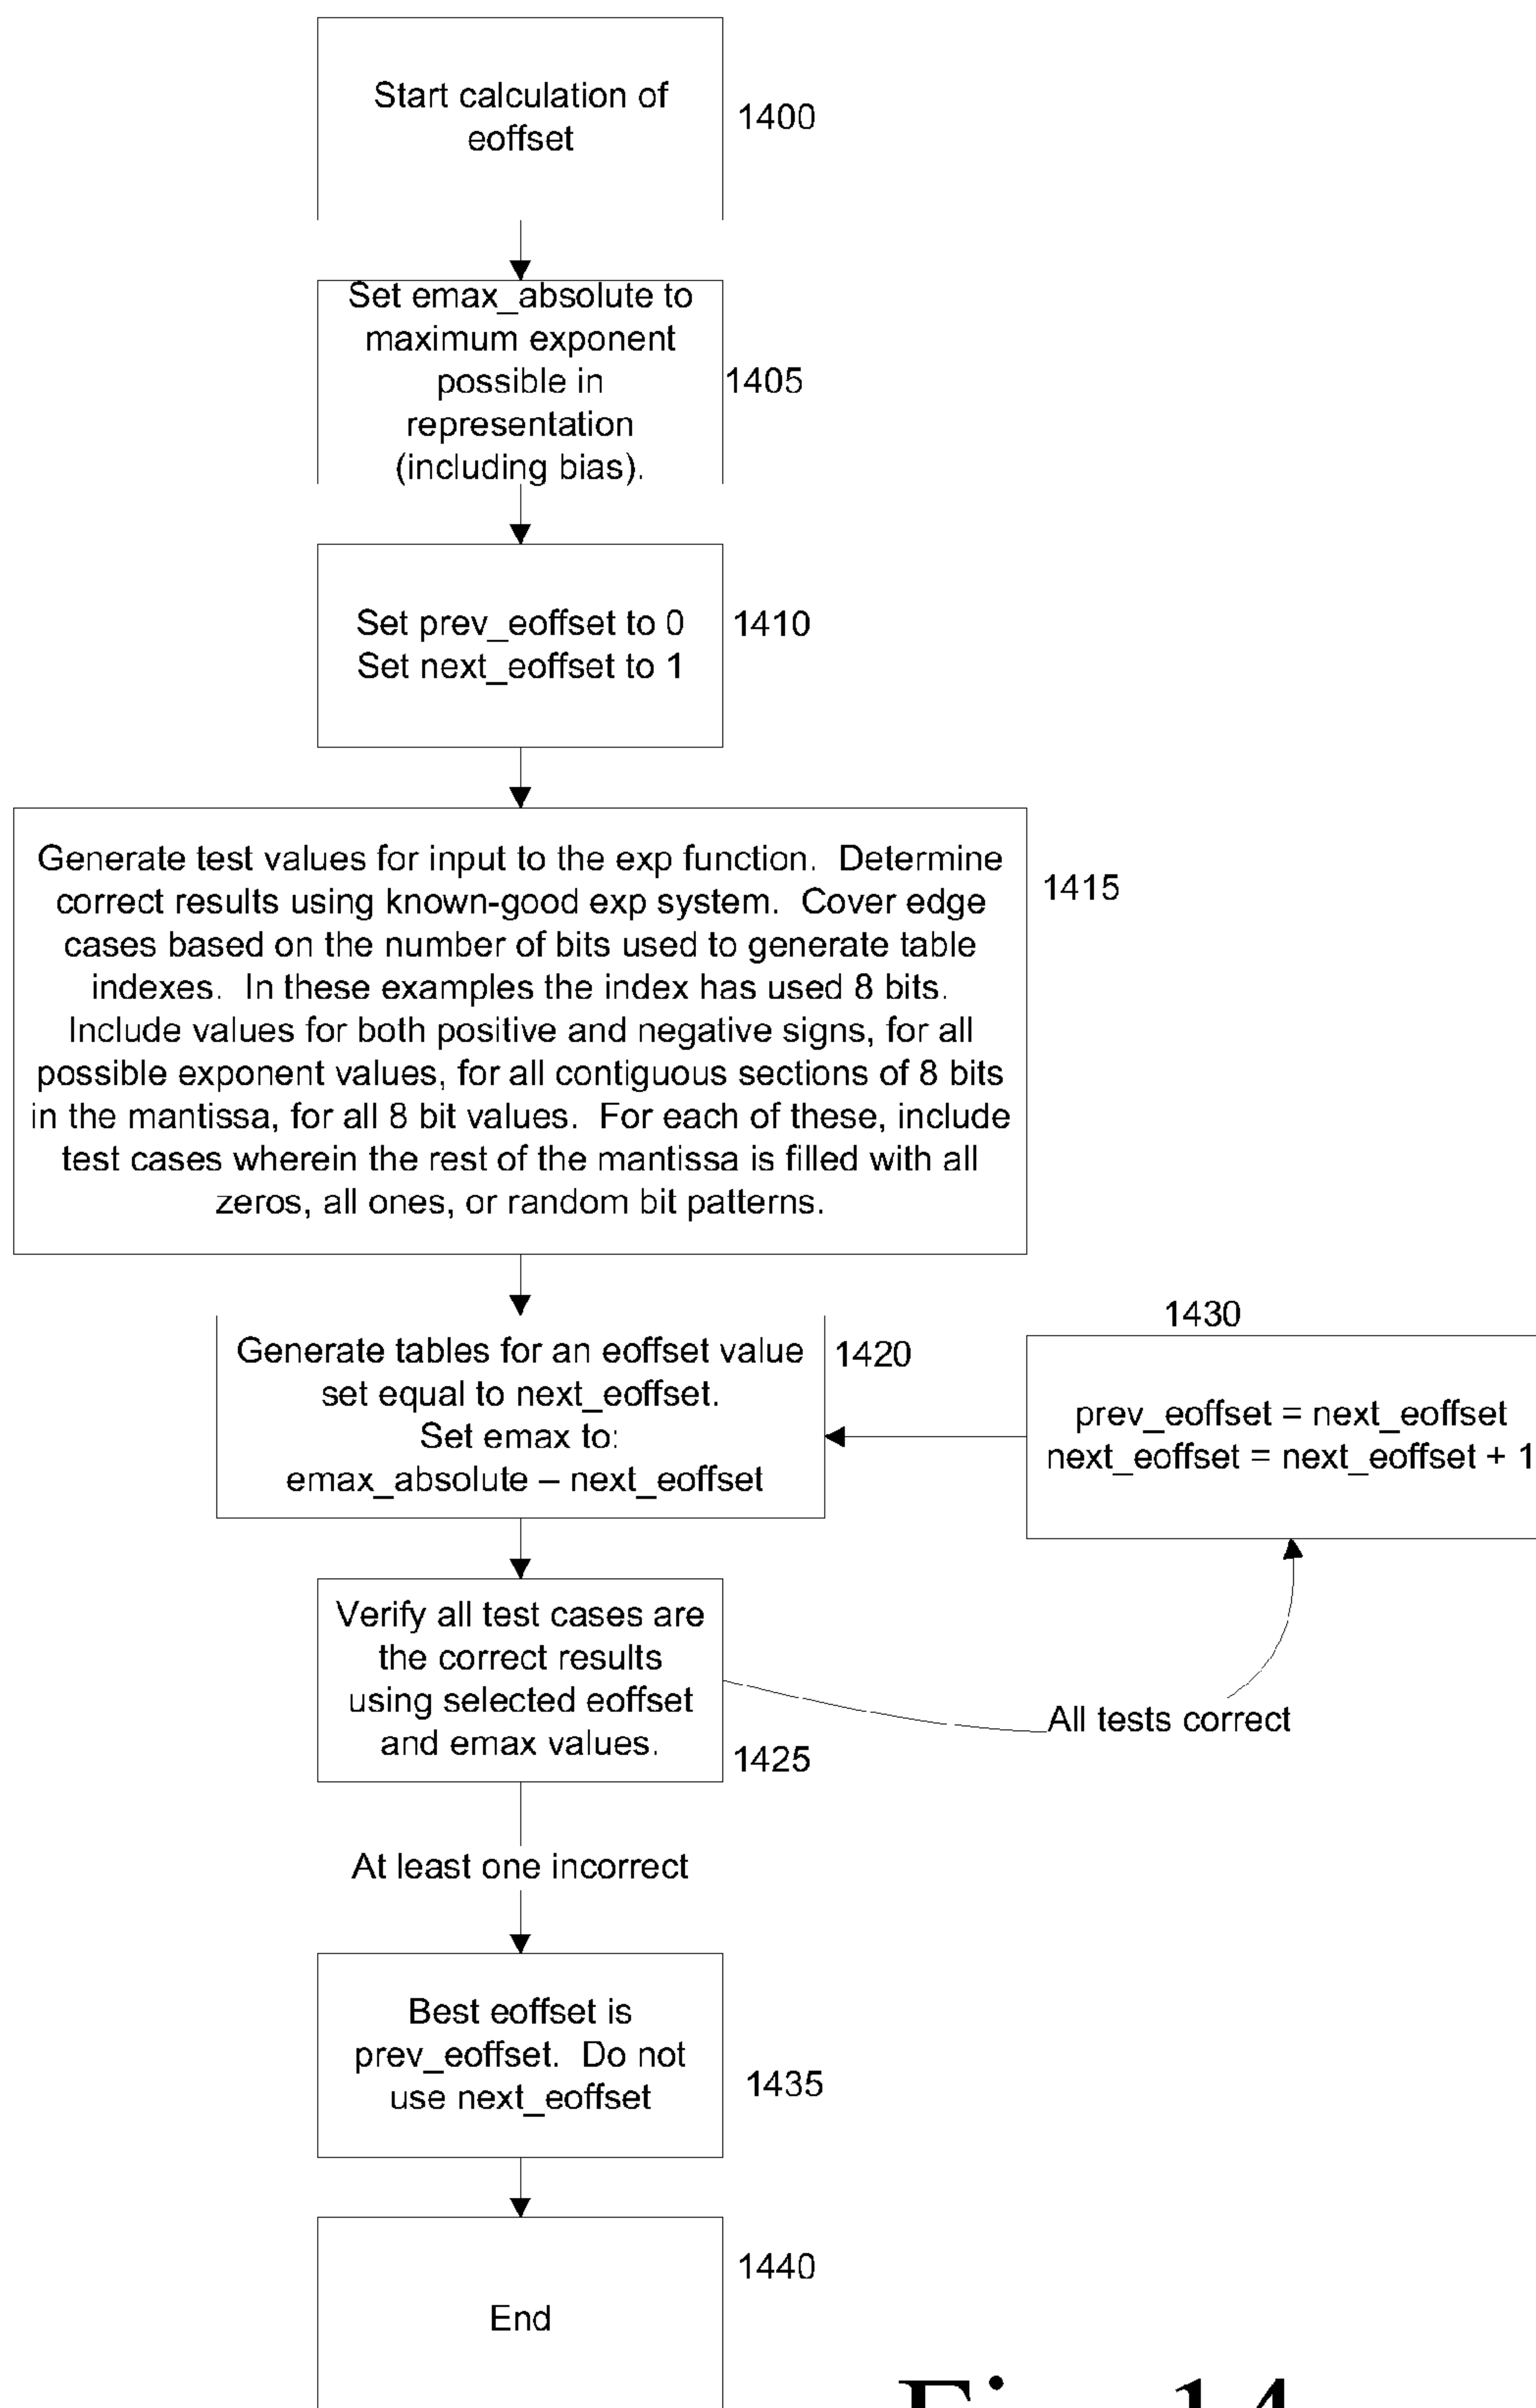 Start calculation of
eoffset
1400
Set emax_absolute to
maximum exponent
possible in
representation
(including bias).
1405
Set prev_eoffset to 0
Set next_eoffset to 1
1410
Generate test values for input to the exp function.  Determine
correct results using known-good exp system.  Cover edge
cases based on the number of bits used to generate table
indexes.  In these examples the index has used 8 bits.
Include values for both positive and negative signs, for all
possible exponent values, for all contiguous sections of 8 bits
in the mantissa, for all 8 bit values.  For each of these, include
test cases wherein the rest of the mantissa is filled with all
zeros, all ones, or random bit patterns.
1415
Generate tables for an eoffset value
set equal to next_eoffset.
Set emax to:
emax_absolute – next_eoffset
1420
1430
prev_eoffset = next_eoffset
next_eoffset = next_eoffset + 1
Verify all test cases are
the correct results
using selected eoffset
and emax values.
1425
All tests correct
At least one incorrect
Best eoffset is
prev_eoffset.  Do not
use next_eoffset
1435
End
1440
Fig. 14